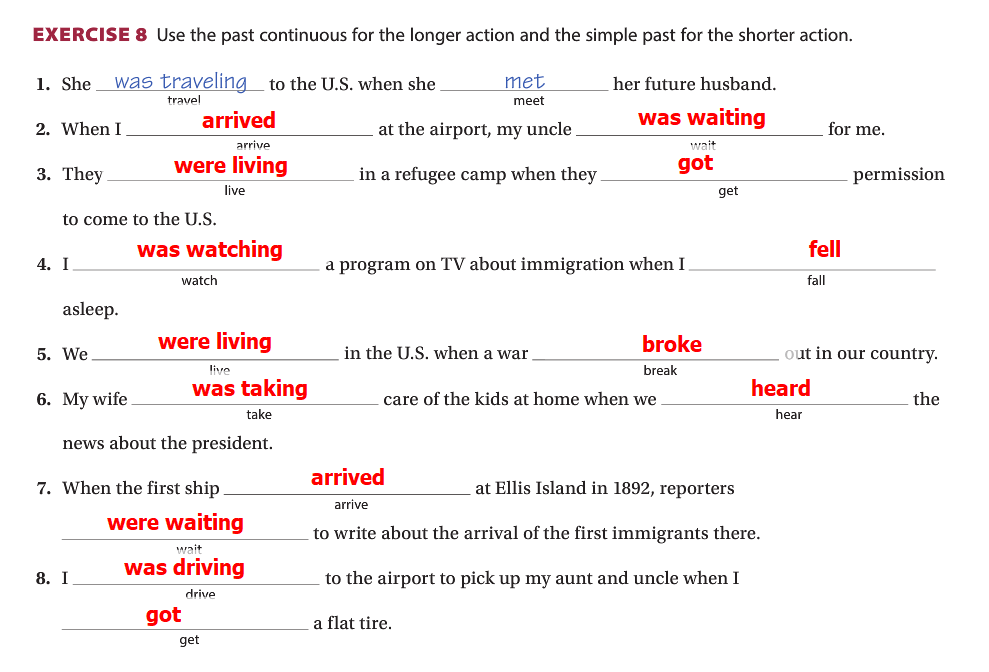 EXERCISE 8 Use the past continuous for the longer action and the simple past for the shorter action.
1. She was traveling to the U.S. when she met her future husband.
travel meet
2. When I arrived at the airport, my uncle was waiting for me.
arrive wait
3. They were living in a refugee camp when they got permission
live get
to come to the U.S.
4. I was watching a program on TV about immigration when I fell
watch fall
asleep.
5. We were living in the U.S. when a war broke out in our country.
live break
6. My wife was taking care of the kids at home when we heard the
take hear
news about the president.
7. When the first ship arrived at Ellis Island in 1892, reporters
arrive
were waiting to write about the arrival of the first immigrants there.
wait
8. I was driving to the airport to pick up my aunt and uncle when I
drive
got a flat tire.
get